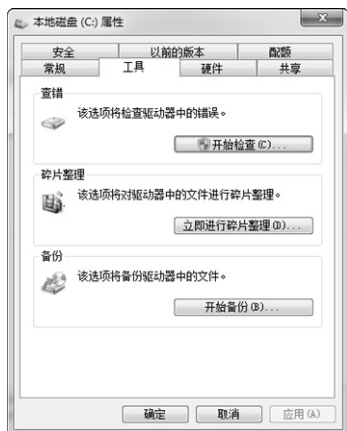 本地磁盘 (C:) 属性
安全 以前的版本 配额
常规 工具 硬件 共享
查错
该选项将检查驱动器中的错误。
开始检查(C)...
碎片整理
该选项将对驱动器中的文件进行碎片整理。
立即进行碎片整理(D)...
备份
该选项将备份驱动器中的文件。
开始备份(B)...
确定 取消 应用(A)